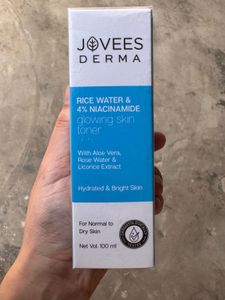 JOVEES
DERMA
RICE WATER &
4% NIACINAMIDE
glowing skin
toner
With Aloe Vera,
Rose Water &
Licorice Extract
Hydrated & Bright Skin
For Normal to
Dry Skin
Net Vol. 100 ml